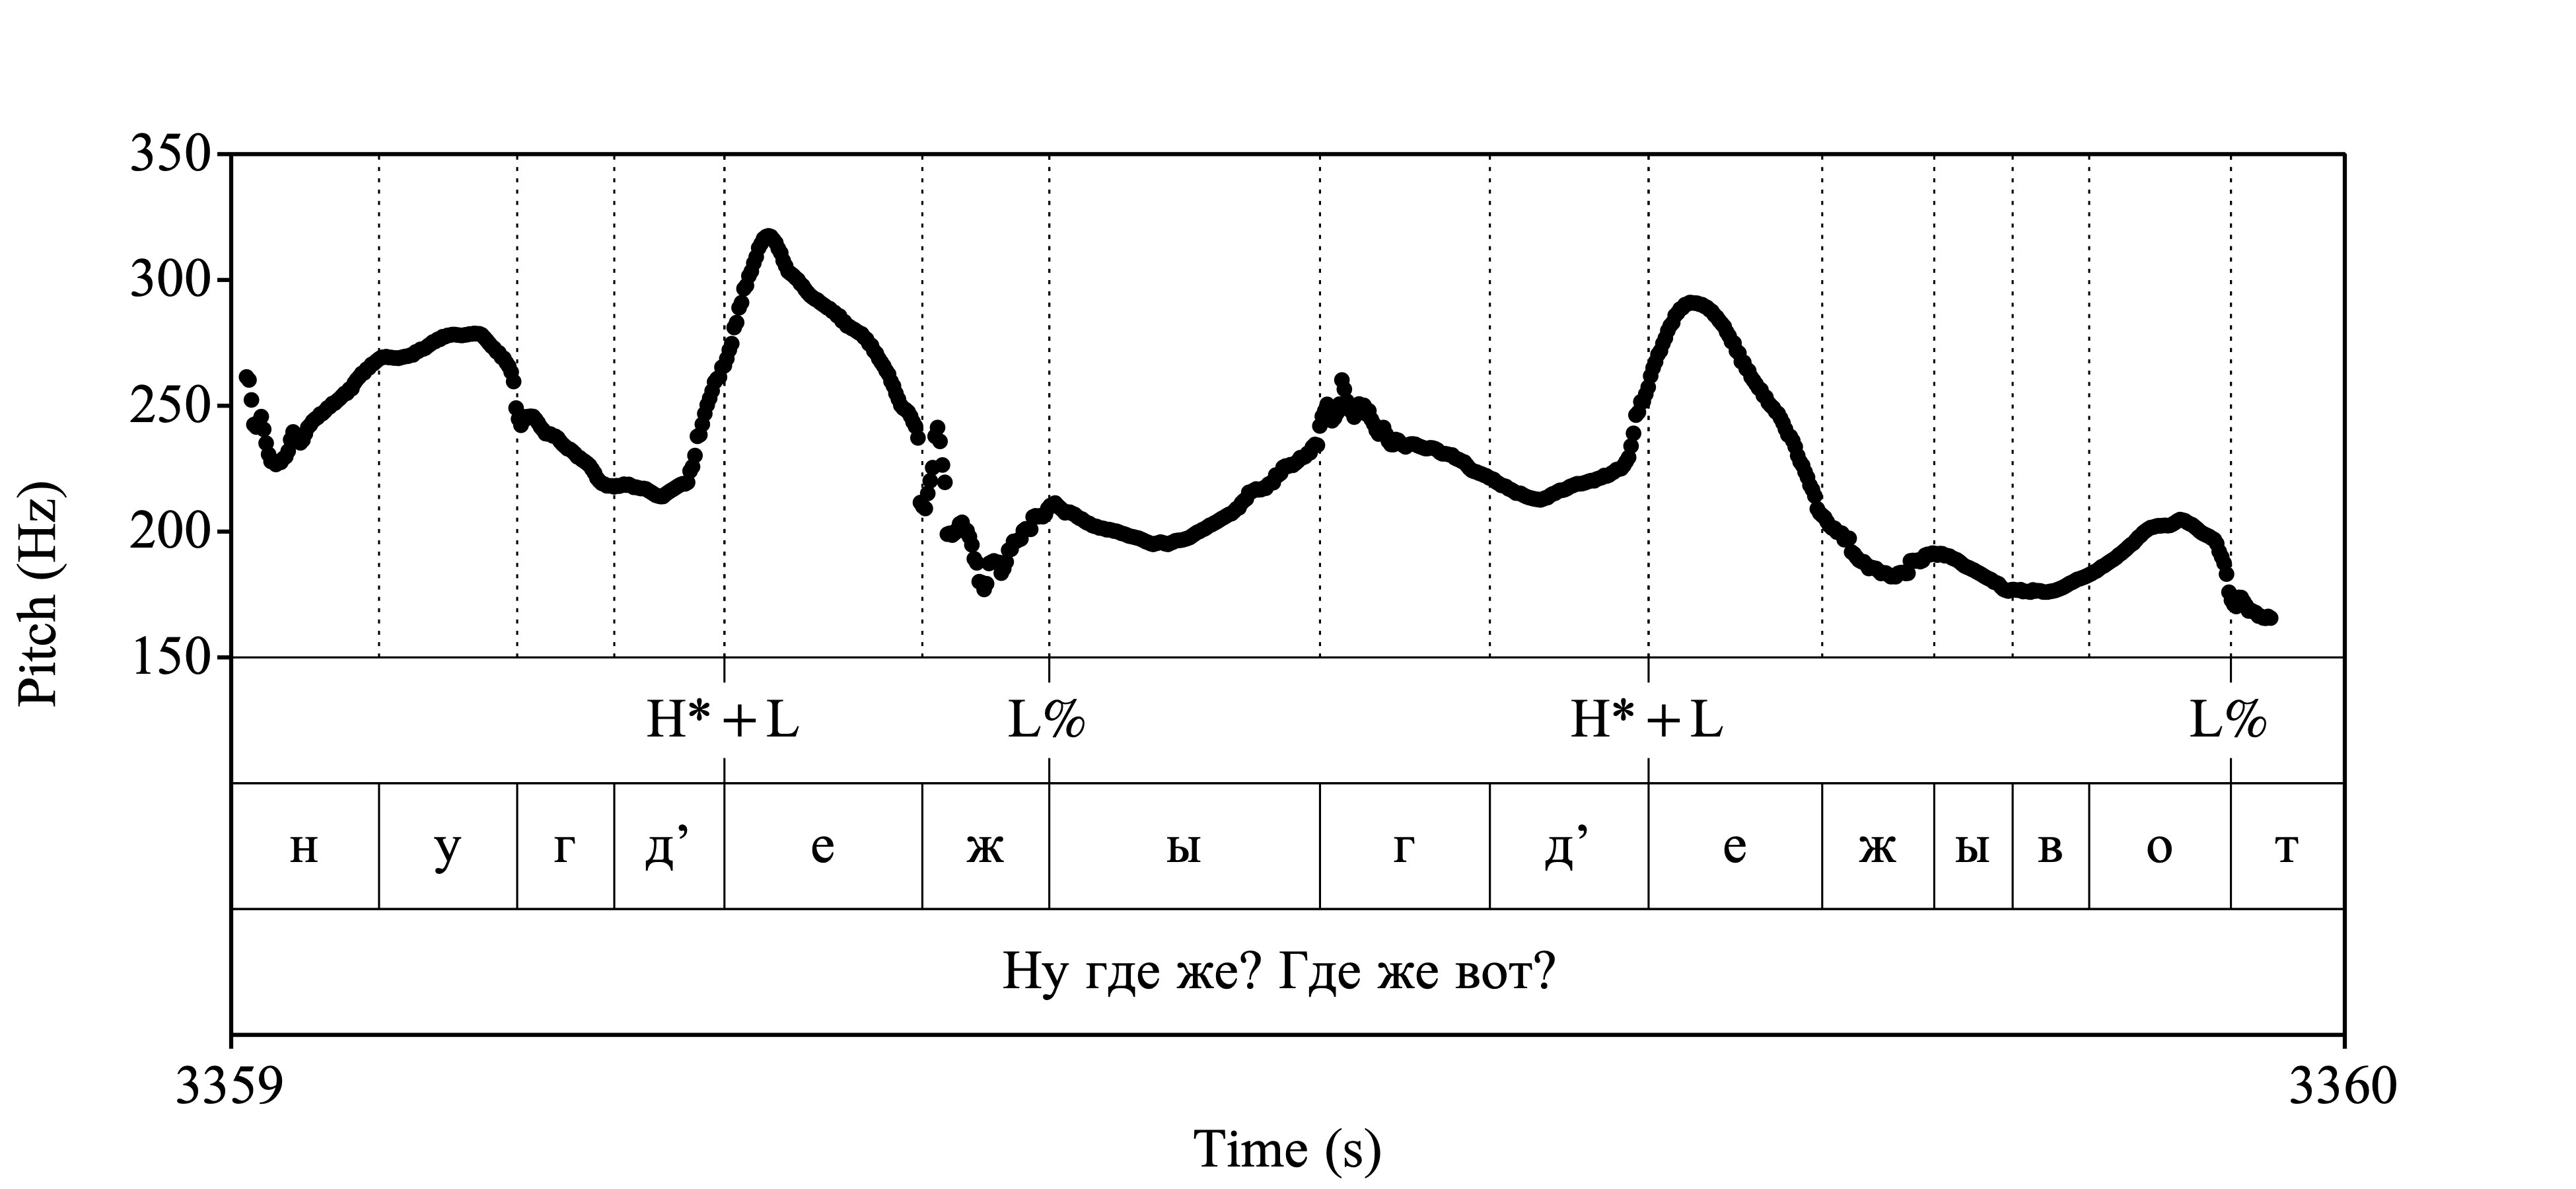 350
300
250
200
150
Pitch (Hz)
H* + L L% H* + L L%
н у г д’ е ж ы г д’ е ж ы в о т
Ну где же? Где же вот?
3359 3360
Time (s)